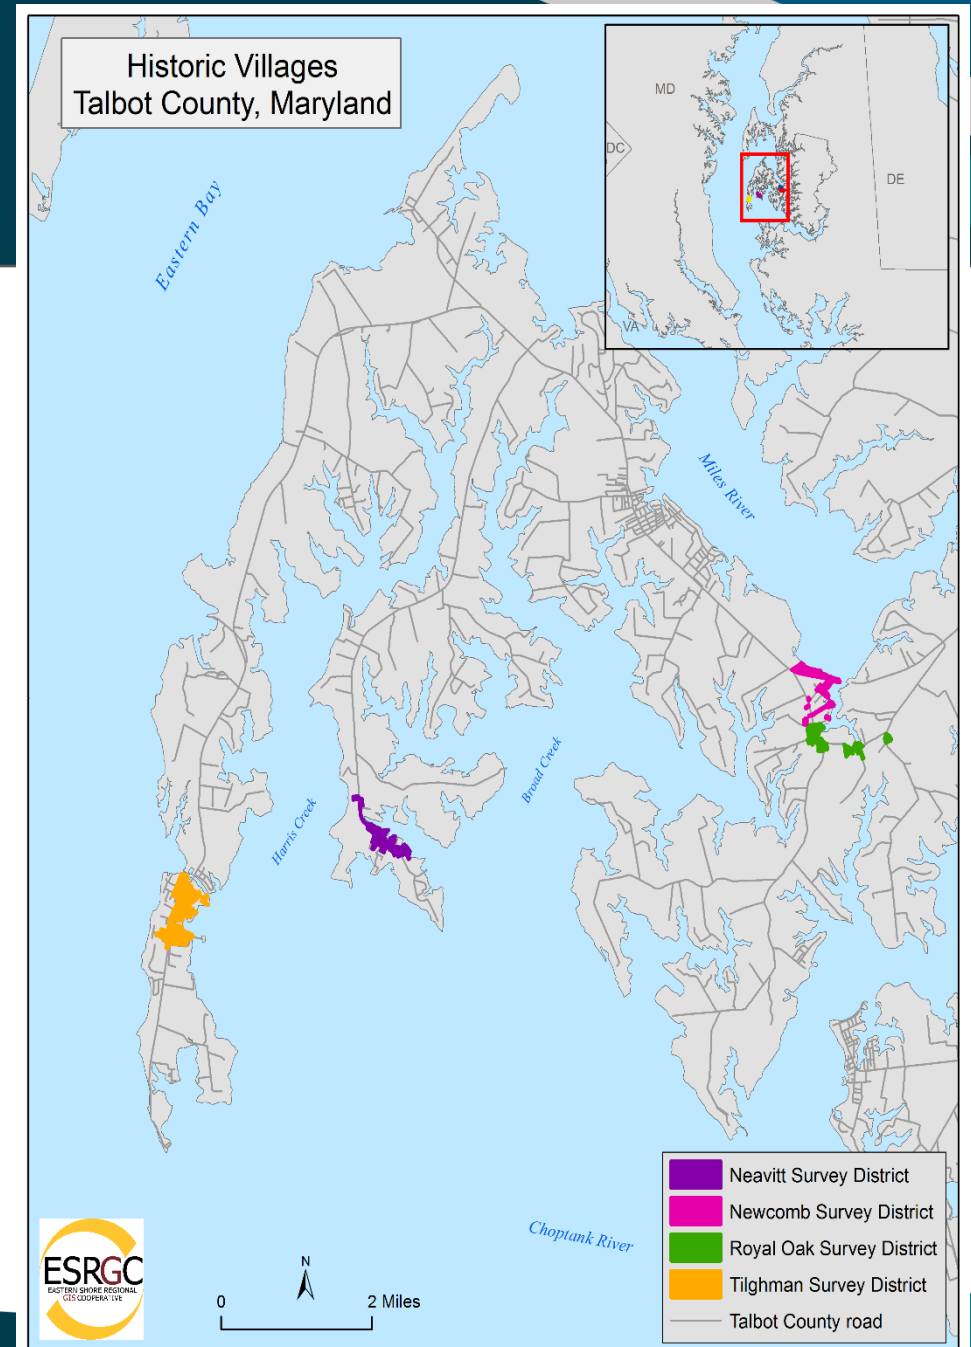 Historic Villages
Talbot County, Maryland
MD
DC
DE
VA
Eastern Bay
Miles River
Broad Creek
Harris Creek
Choptank River
Neavitt Survey District
Newcomb Survey District
Royal Oak Survey District
Tilghman Survey District
Talbot County road
ESRGC
EASTERN SHORE REGIONAL
GIS COOPERATIVE
N
0 2 Miles